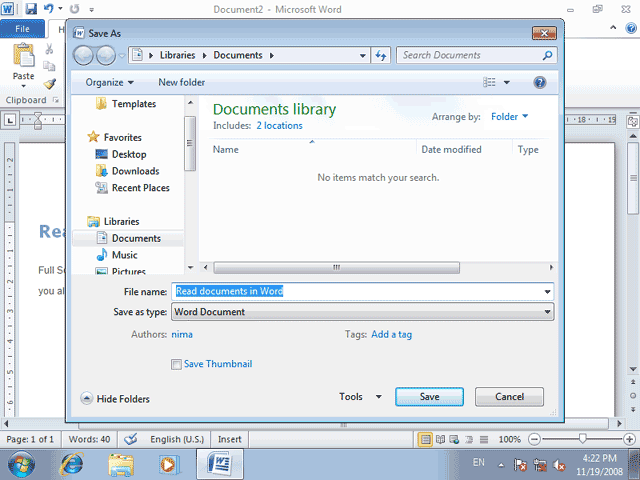 Document2 - Microsoft Word
File
Save As
Libraries
Documents
Search Documents
Organize
New folder
Paste
Clipboard
Templates
Favorites
Desktop
Downloads
Recent Places
Libraries
Documents
Music
Pictures
Documents library
Includes: 2 locations
Arrange by: Folder
Name
Date modified
Type
No items match your search.
18 19
2
Full
you
File name: Read documents in Word
Save as type: Word Document
Authors: nima
Tags: Add a tag
Save Thumbnail
Hide Folders
Tools
Save
Cancel
Page: 1 of 1
Words: 40
English (U.S.)
Insert
100%
EN
4:22 PM
11/19/2008